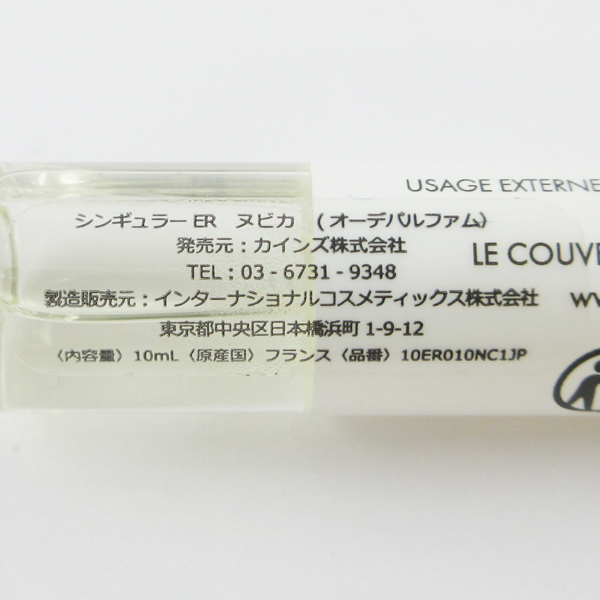 USAGE EXTERNE
シンギュラー ER ヌビカ (オーデパルファム)
発売元:カインズ株式会社
LE COUVE
TEL:03-6731-9348
製造販売元:インターナショナルコスメティックス株式会社
東京都中央区日本橋浜町 1-9-12
〈内容量〉10mL〈原産国〉フランス〈品番〉10ER010NC1JP